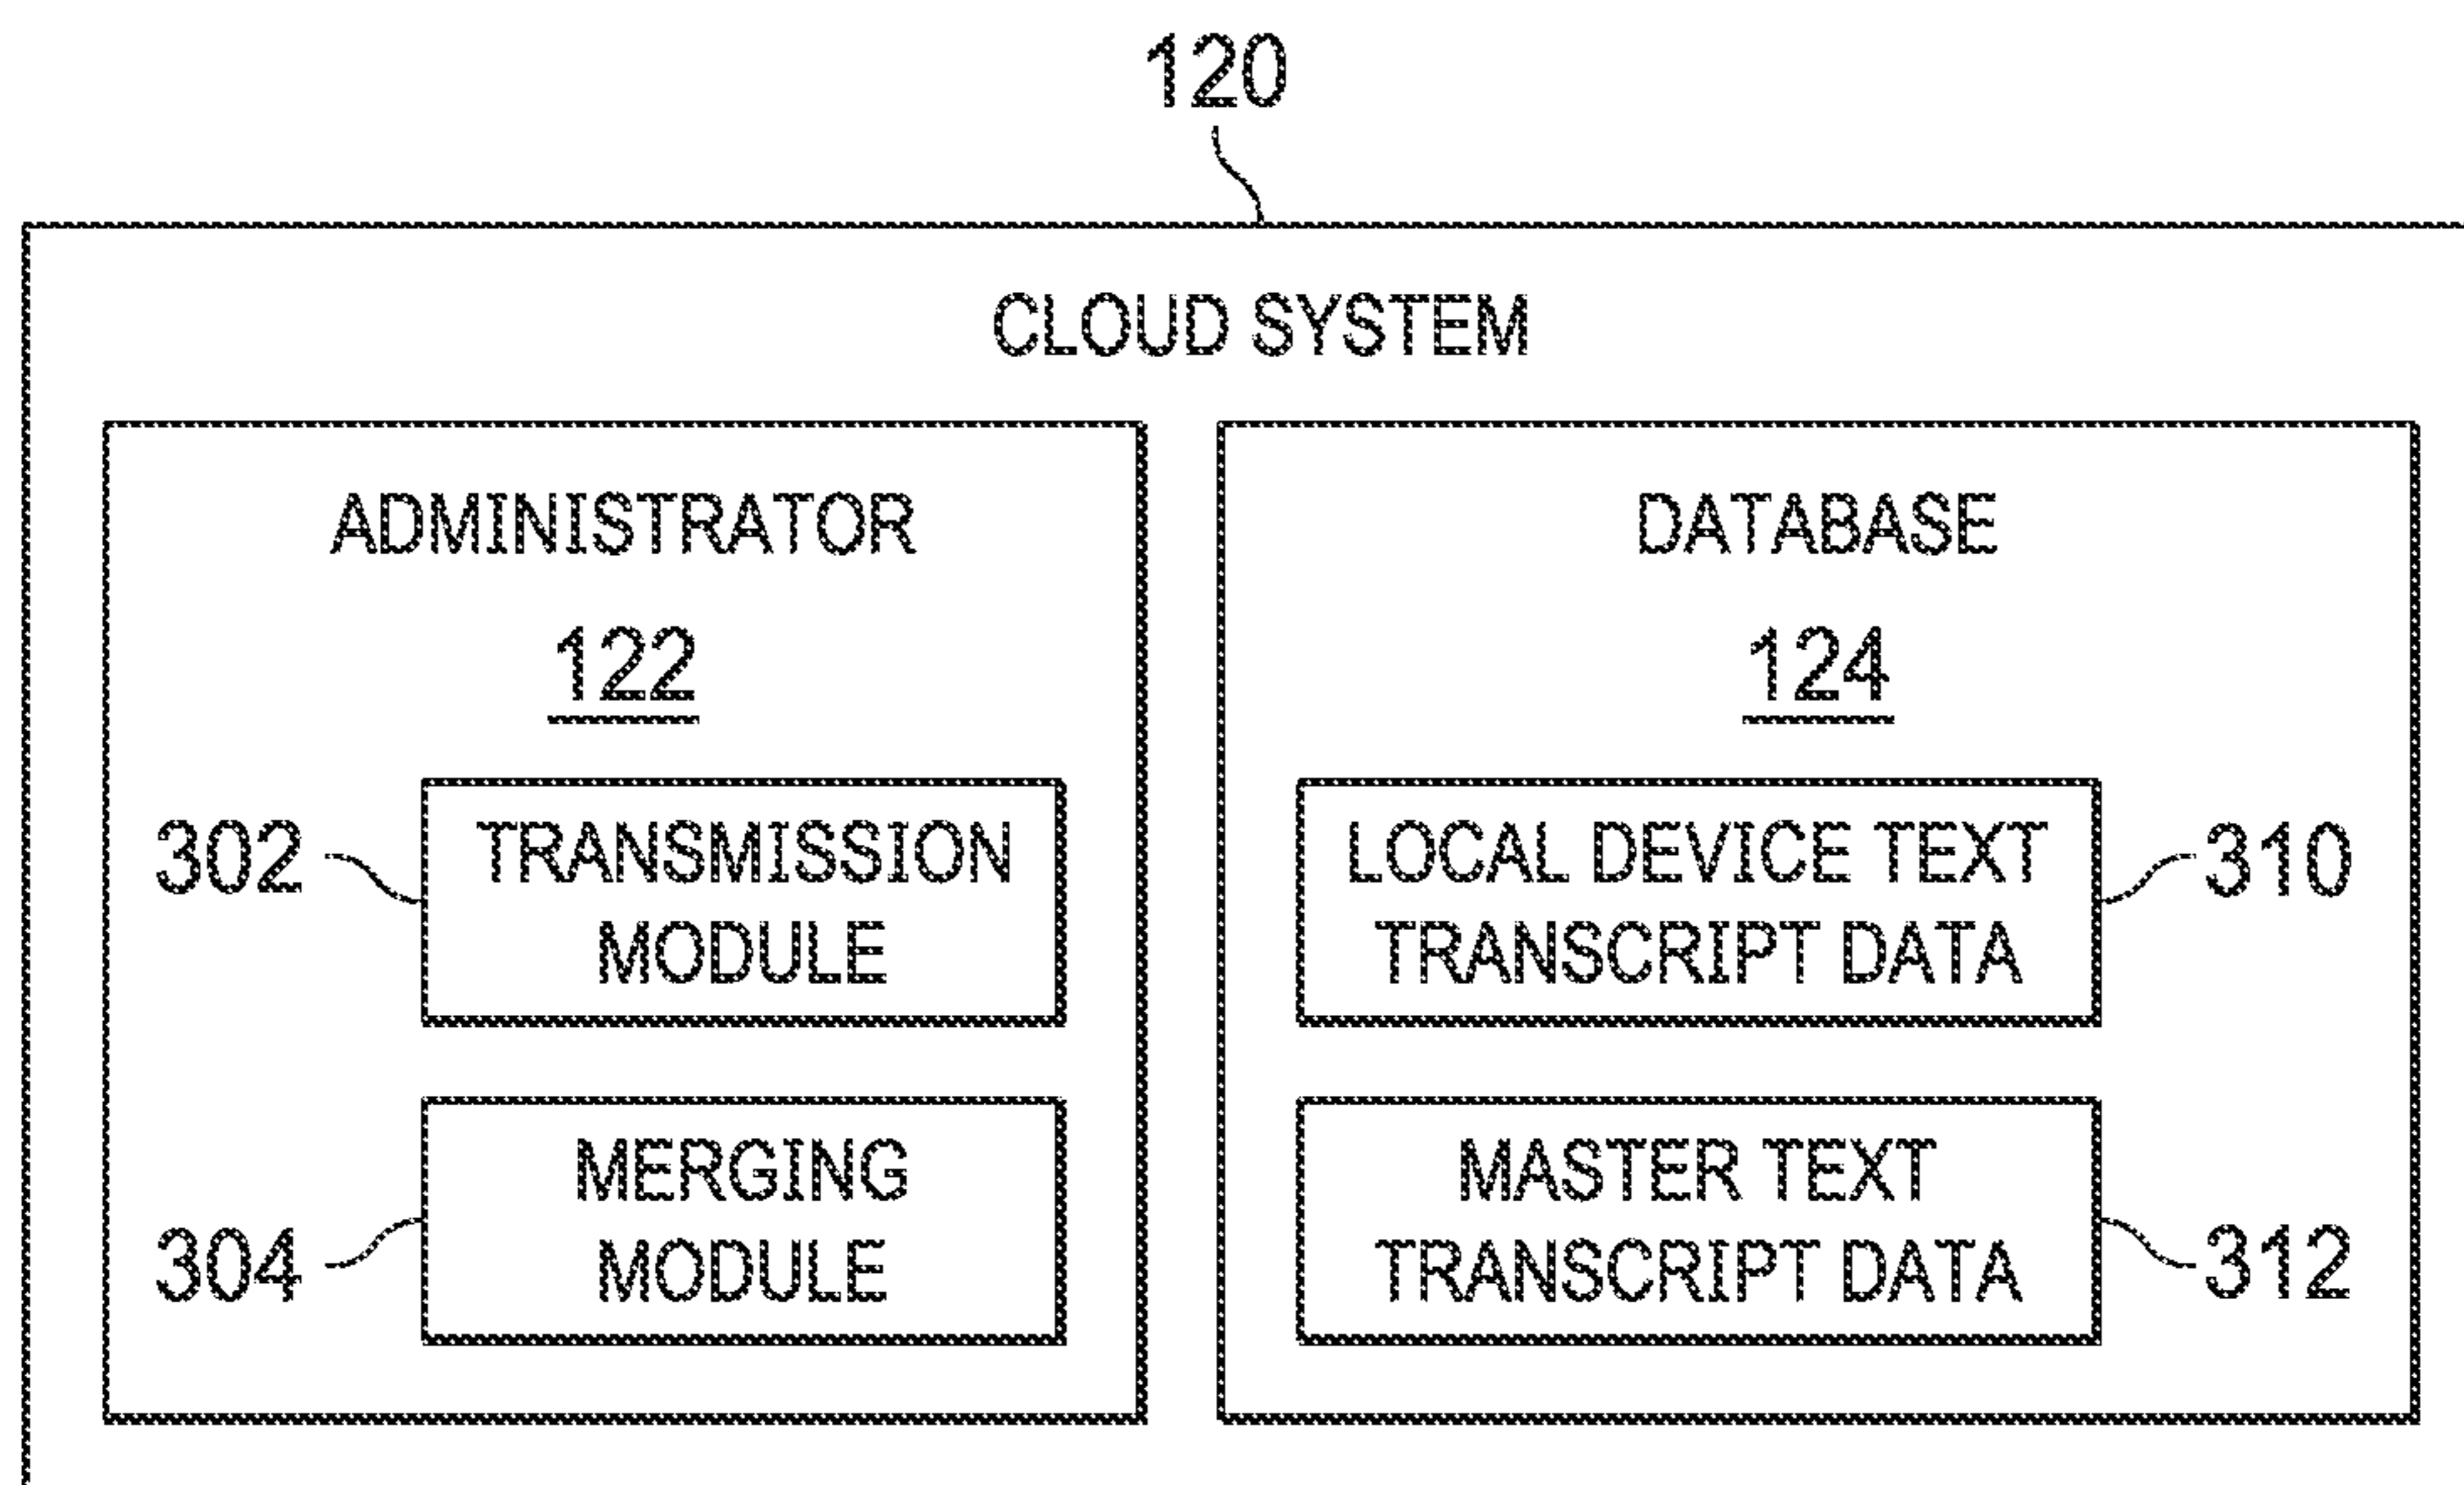 120
CLOUD SYSTEM
ADMINISTRATOR
122
302
TRANSMISSION
MODULE
304
MERGING
MODULE
DATABASE
124
LOCAL DEVICE TEXT
TRANSCRIPT DATA
310
MASTER TEXT
TRANSCRIPT DATA
312